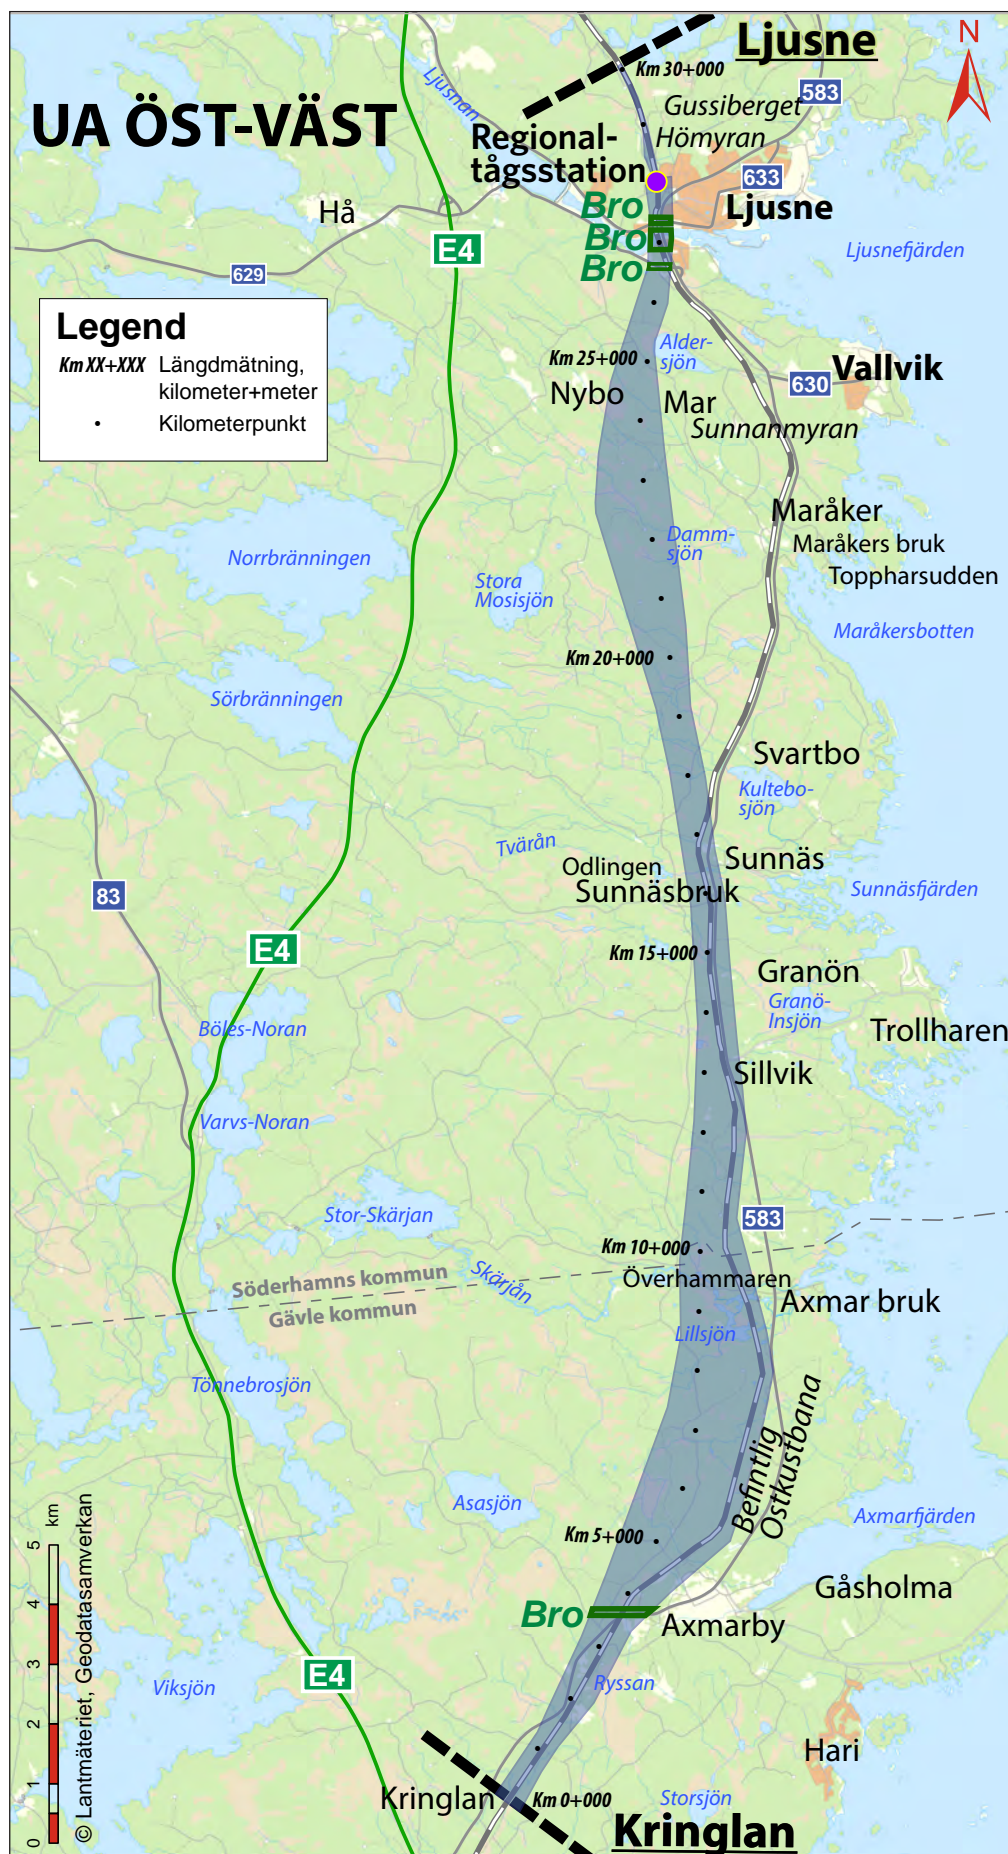 Ljusne
N
Km 30+000
UA ÖST-VÄST
Ljusnan
583
Gussiberget
Hömyran
Regional-
tågsstation
633
Ljusne
Hå
Bro
Bro
Bro
E4
629
Ljusnefjärden
Legend
Km XX+XXX Längdmätning,
kilometer+meter
• Kilometerpunkt
Km 25+000
Alder-
sjön
Vallvik
630
Nybo
Mar
Sunnanmyran
Maråker
Maråkers bruk
Toppharsudden
Norrbränningen
Damm-
sjön
Stora
Mosisjön
Maråkersbotten
Km 20+000
Sörbränningen
Svartbo
Kultebo-
sjön
Tvärån
Sunnäs
Odlingen
Sunnäsbruk
Sunnäsfjärden
83
E4
Km 15+000
Granön
Granö-
Insjön
Trollharen
Böles-Noran
Sillvik
Varvs-Noran
Stor-Skärjan
583
Km 10+000
Skärjån
Överhammaren
Söderhamns kommun
Gävle kommun
Axmar bruk
Lillsjön
Tönnebrosjön
Befintlig
Ostkustbana
Asasjön
Axmarfjärden
Km 5+000
Gåsholma
Bro
Axmarby
E4
Viksjön
Ryssan
Hari
Kringlan
Km 0+000
Storsjön
Kringlan
0 1 2 3 4 5 km
© Lantmäteriet, Geodatasamverkan